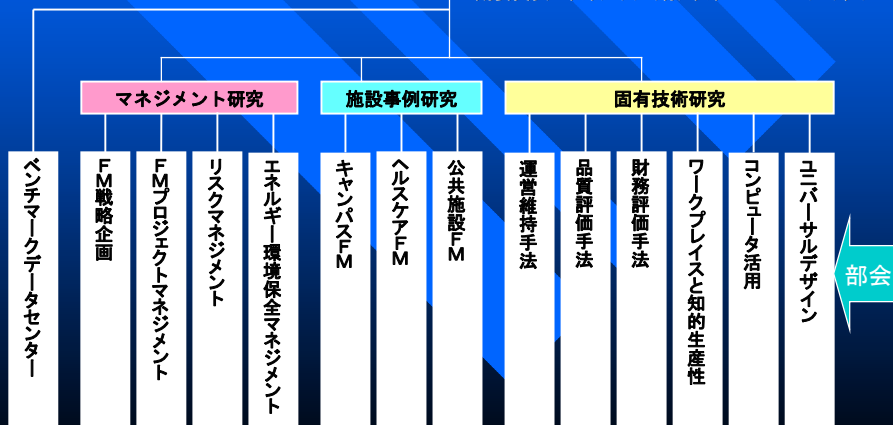 マネジメント研究
施設事例研究
固有技術研究
ベンチマークデータセンター
ＦＭ戦略企画
ＦＭプロジェクトマネジメント
リスクマネジメント
エネルギー環境保全マネジメント
キャンパスＦＭ
ヘルスケアＦＭ
公共施設ＦＭ
運営維持手法
品質評価手法
財務評価手法
ワークプレイスと知的生産性
コンピュータ活用
ユニバーサルデザイン
部会